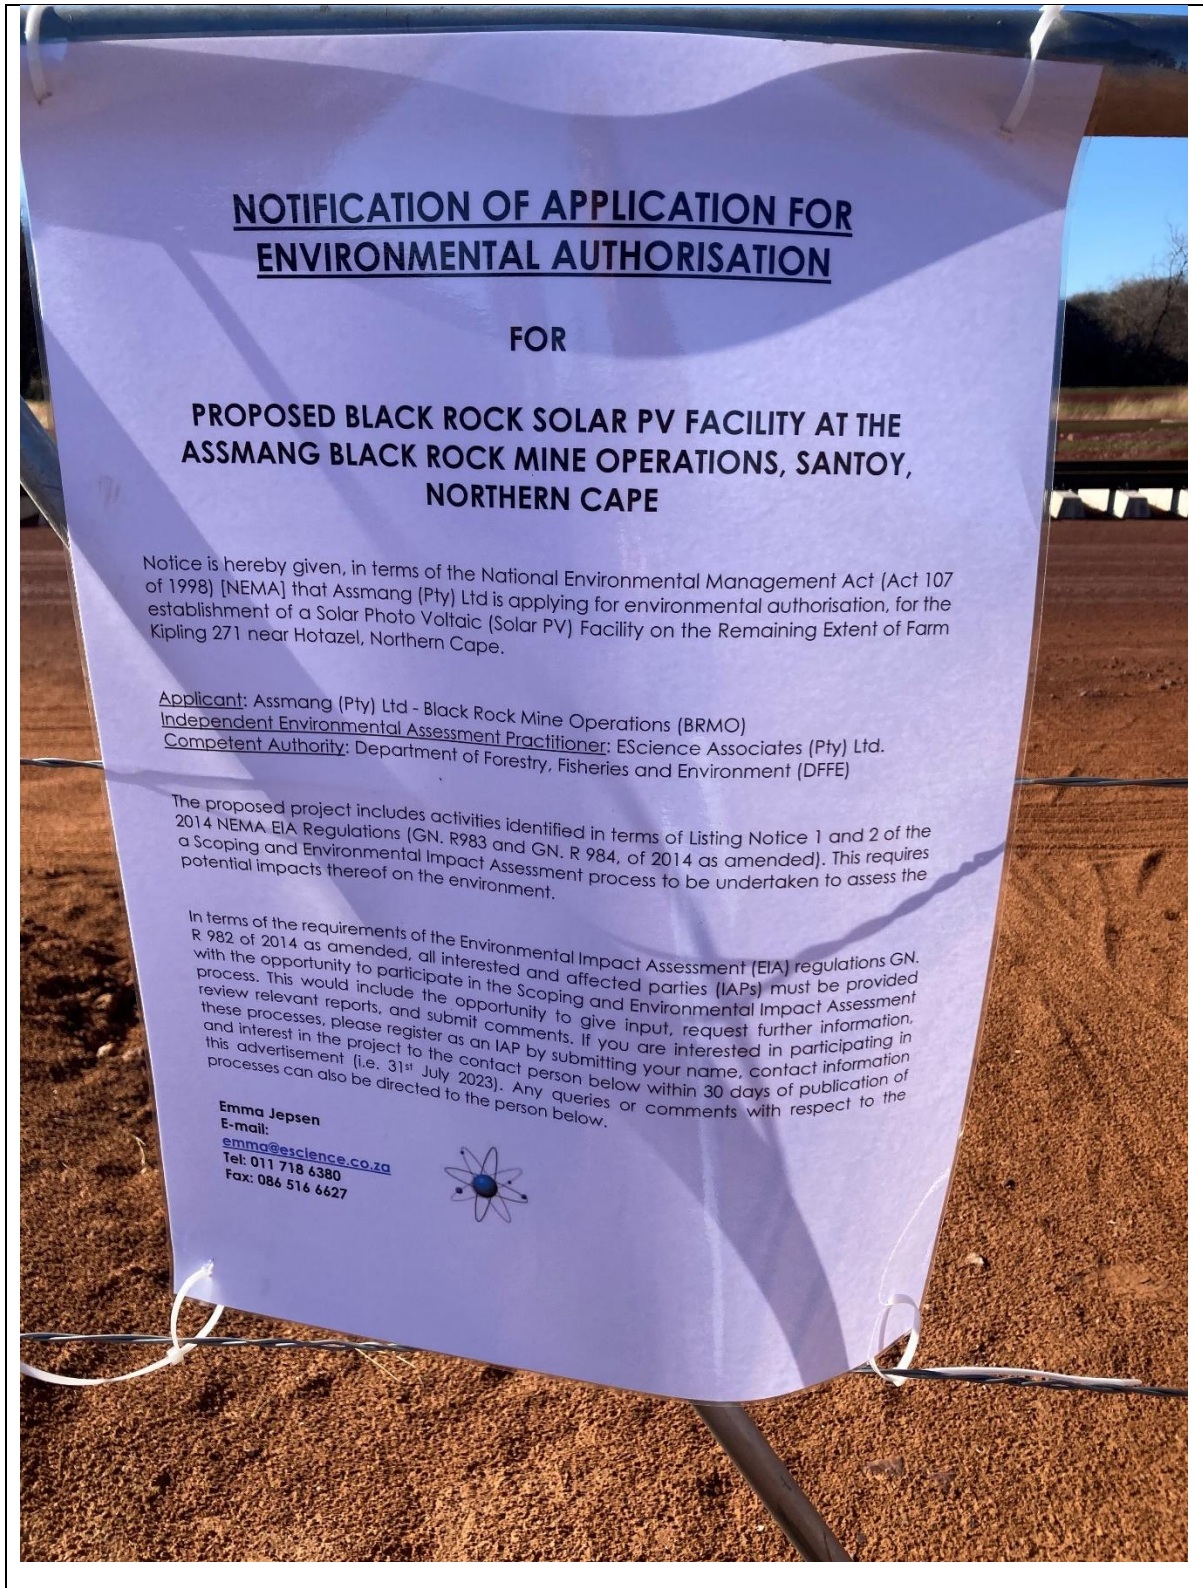 NOTIFICATION OF APPLICATION FOR
ENVIRONMENTAL AUTHORISATION
FOR
PROPOSED BLACK ROCK SOLAR PV FACILITY AT THE
ASSMANG BLACK ROCK MINE OPERATIONS, SANTOY,
NORTHERN CAPE
Notice is hereby given, in terms of the National Environmental Management Act (Act 107
of 1998) [NEMA] that Assmang (Pty) Ltd is applying for environmental authorisation, for the
establishment of a Solar Photo Voltaic (Solar PV) Facility on the Remaining Extent of Farm
Kipling 271 near Hotazel, Northern Cape.
Applicant: Assmang (Pty) Ltd - Black Rock Mine Operations (BRMO)
Independent Environmental Assessment Practitioner: EScience Associates (Pty) Ltd.
Competent Authority: Department of Forestry, Fisheries and Environment (DFFE)
The proposed project includes activities identified in terms of Listing Notice 1 and 2 of the
2014 NEMA EIA Regulations (GN. R983 and GN. R 984, of 2014 as amended). This requires
a Scoping and Environmental Impact Assessment process to be undertaken to assess the
potential impacts thereof on the environment.
In terms of the requirements of the Environmental Impact Assessment (EIA) regulations GN.
R 982 of 2014 as amended, all interested and affected parties (IAPs) must be provided
with the opportunity to participate in the Scoping and Environmental Impact Assessment
process. This would include the opportunity to give input, request further information,
review relevant reports, and submit comments. If you are interested in participating in
these processes, please register as an IAP by submitting your name, contact information
and interest in the project to the contact person below within 30 days of publication of
this advertisement (i.e. 31st July 2023). Any queries or comments with respect to the
processes can also be directed to the person below.
Emma Jepsen
E-mail:
emma@escience.co.za
Tel: 011 718 6380
Fax: 086 516 6627